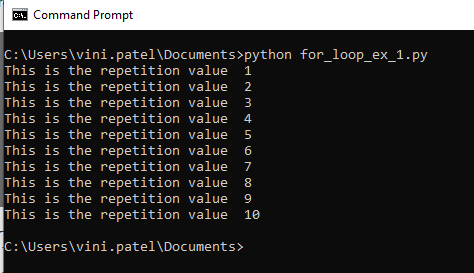 Command Prompt
C:\Users\vini.patel\Documents>python for_loop_ex_1.py
This is the repetition value  1
This is the repetition value  2
This is the repetition value  3
This is the repetition value  4
This is the repetition value  5
This is the repetition value  6
This is the repetition value  7
This is the repetition value  8
This is the repetition value  9
This is the repetition value  10
C:\Users\vini.patel\Documents>